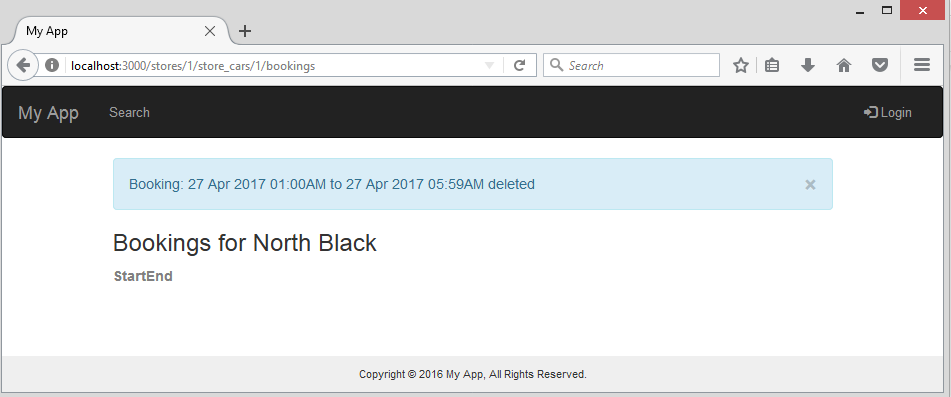 My App
localhost:3000/stores/1/store_cars/1/bookings
Search
My App
Search
Login
Booking: 27 Apr 2017 01:00AM to 27 Apr 2017 05:59AM deleted
Bookings for North Black
StartEnd
Copyright © 2016 My App, All Rights Reserved.